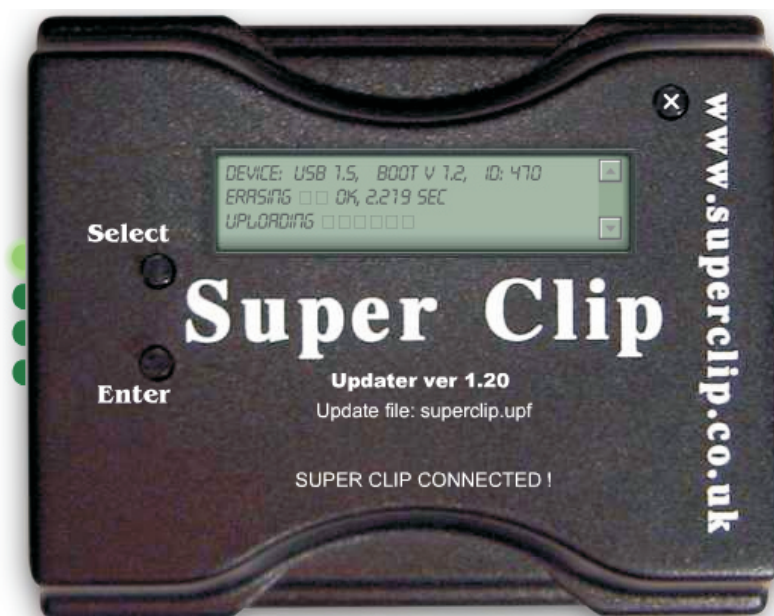 DEVICE: USB 1.5, BOOT V 1.2, ID: 470
ERASING □□ OK, 2.219 SEC
UPLOADING □□□□□□
Select
Super Clip
Enter
Updater ver 1.20
Update file: superclip.upf
SUPER CLIP CONNECTED !
www.superclip.co.uk